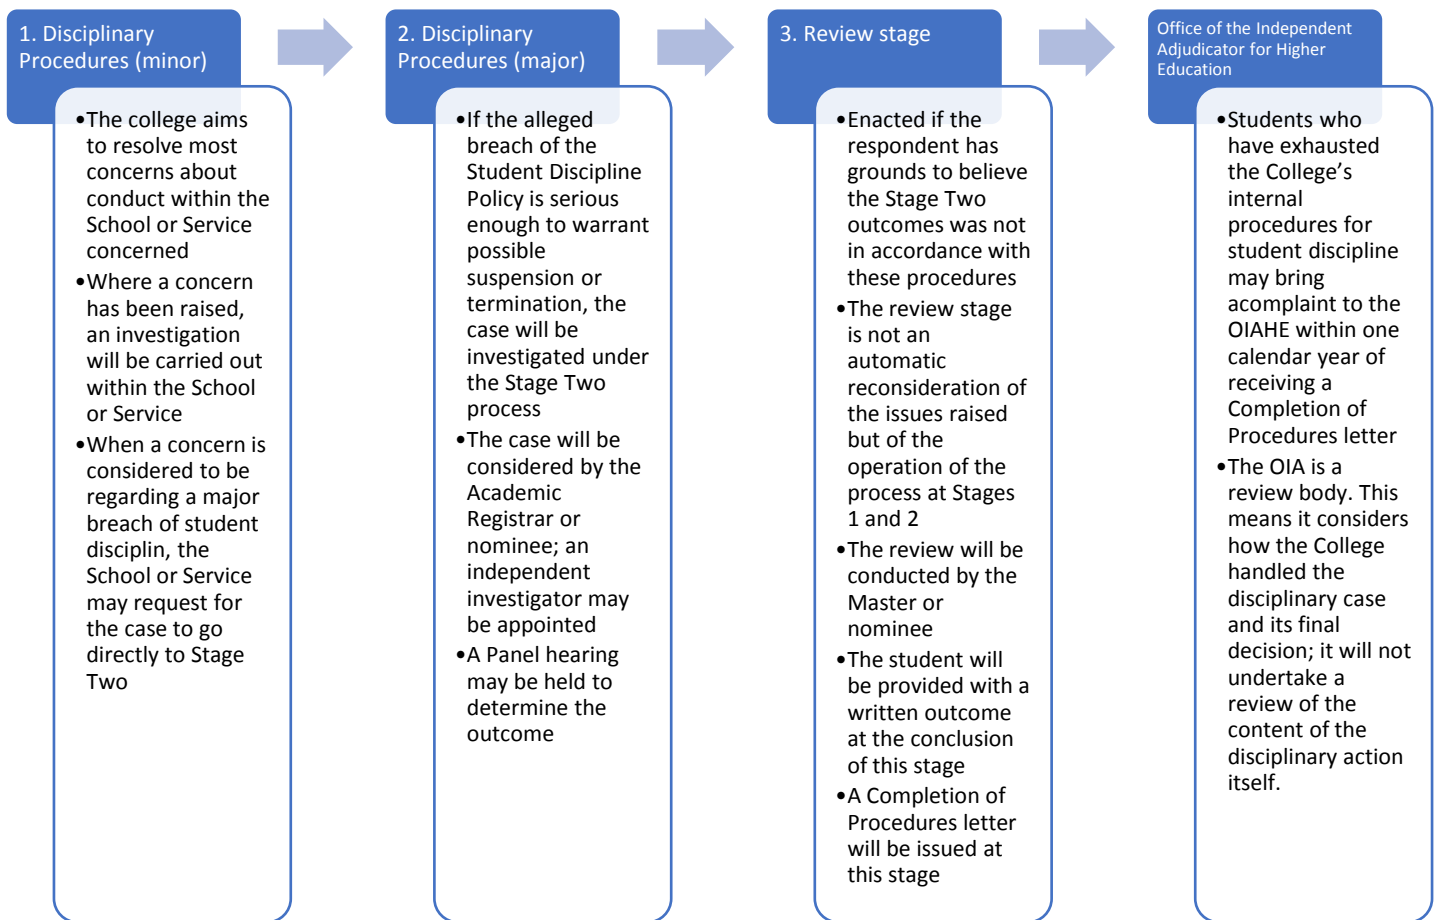 1. Disciplinary
Procedures (minor)
•The college aims
to resolve most
concerns about
conduct within the
School or Service
concerned
•Where a concern
has been raised,
an investigation
will be carried out
within the School
or Service
•When a concern is
considered to be
regarding a major
breach of student
disciplin, the
School or Service
may request for
the case to go
directly to Stage
Two
2. Disciplinary
Procedures (major)
•If the alleged
breach of the
Student Discipline
Policy is serious
enough to warrant
possible
suspension or
termination, the
case will be
investigated under
the Stage Two
process
•The case will be
considered by the
Academic
Registrar or
nominee; an
independent
investigator may
be appointed
•A Panel hearing
may be held to
determine the
outcome
3. Review stage
•Enacted if the
respondent has
grounds to believe
the Stage Two
outcomes was not
in accordance with
these procedures
•The review stage
is not an
automatic
reconsideration of
the issues raised
but of the
operation of the
process at Stages
1 and 2
•The review will be
conducted by the
Master or
nominee
•The student will
be provided with a
written outcome
at the conclusion
of this stage
•A Completion of
Procedures letter
will be issued at
this stage
Office of the Independent
Adjudicator for Higher
Education
•Students who
have exhausted
the College's
internal
procedures for
student discipline
may bring
acomplaint to the
OIAHE within one
calendar year of
receiving a
Completion of
Procedures letter
•The OIA is a
review body. This
means it considers
how the College
handled the
disciplinary case
and its final
decision; it will not
undertake a
review of the
content of the
disciplinary action
itself.